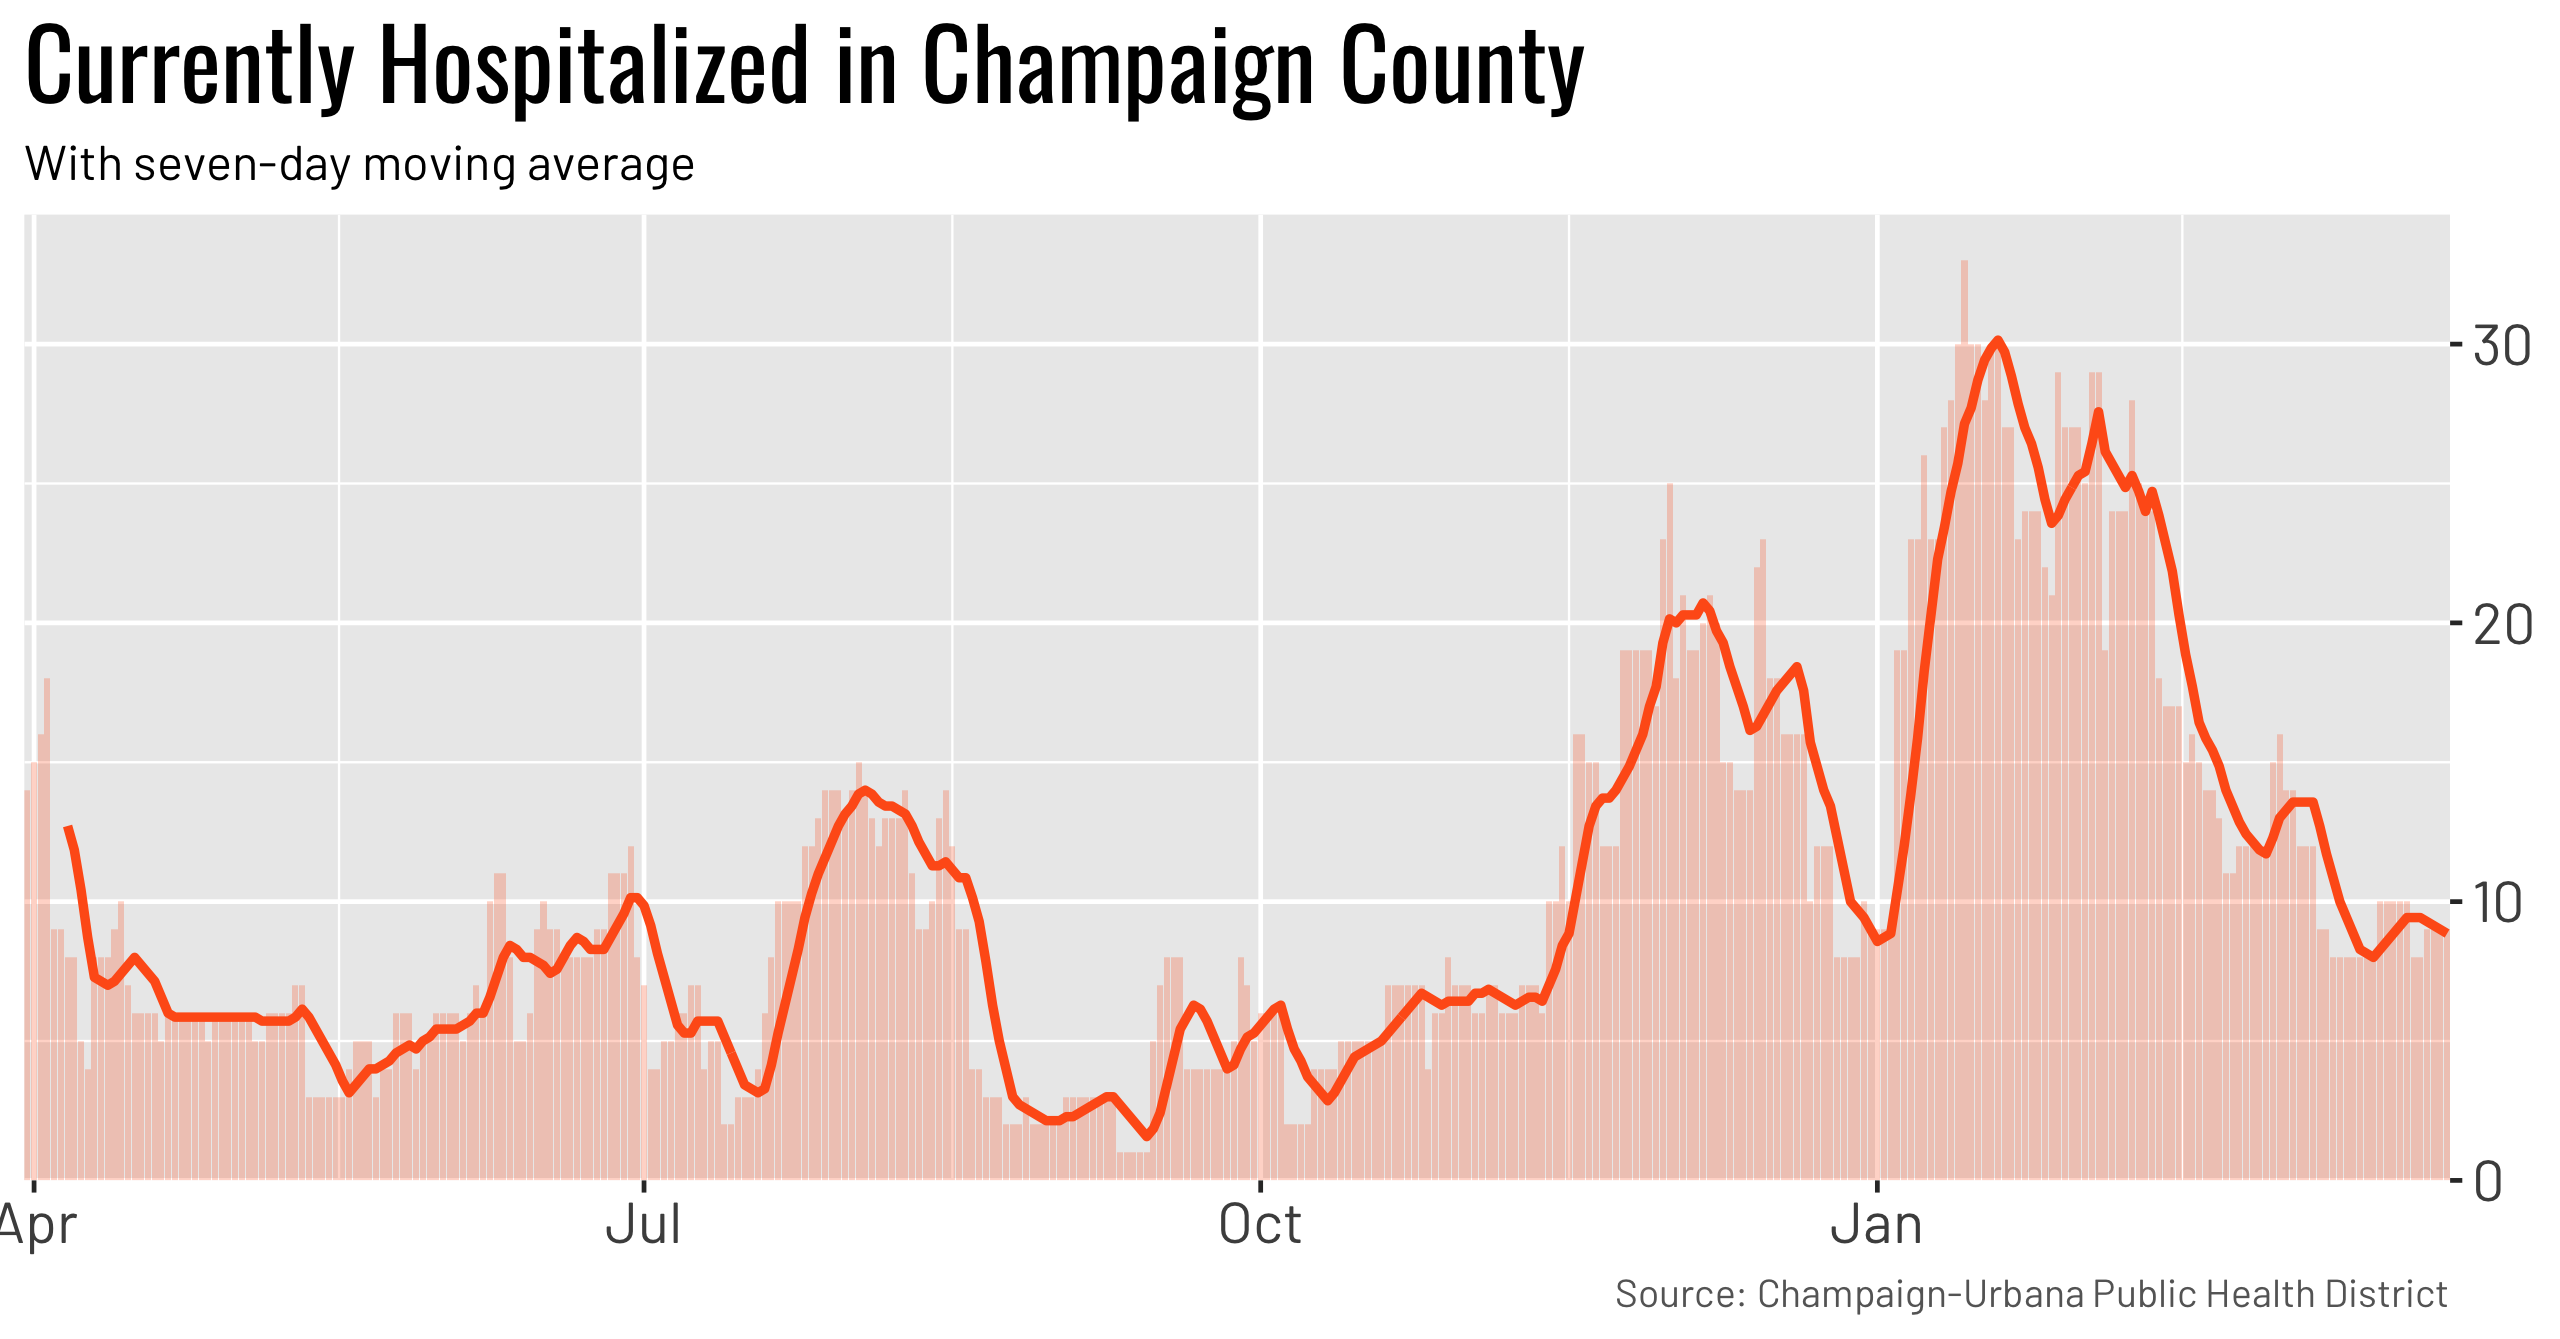 Currently Hospitalized in Champaign County
With seven-day moving average
30
20
10
0
Apr Jul Oct Jan
Source: Champaign-Urbana Public Health District